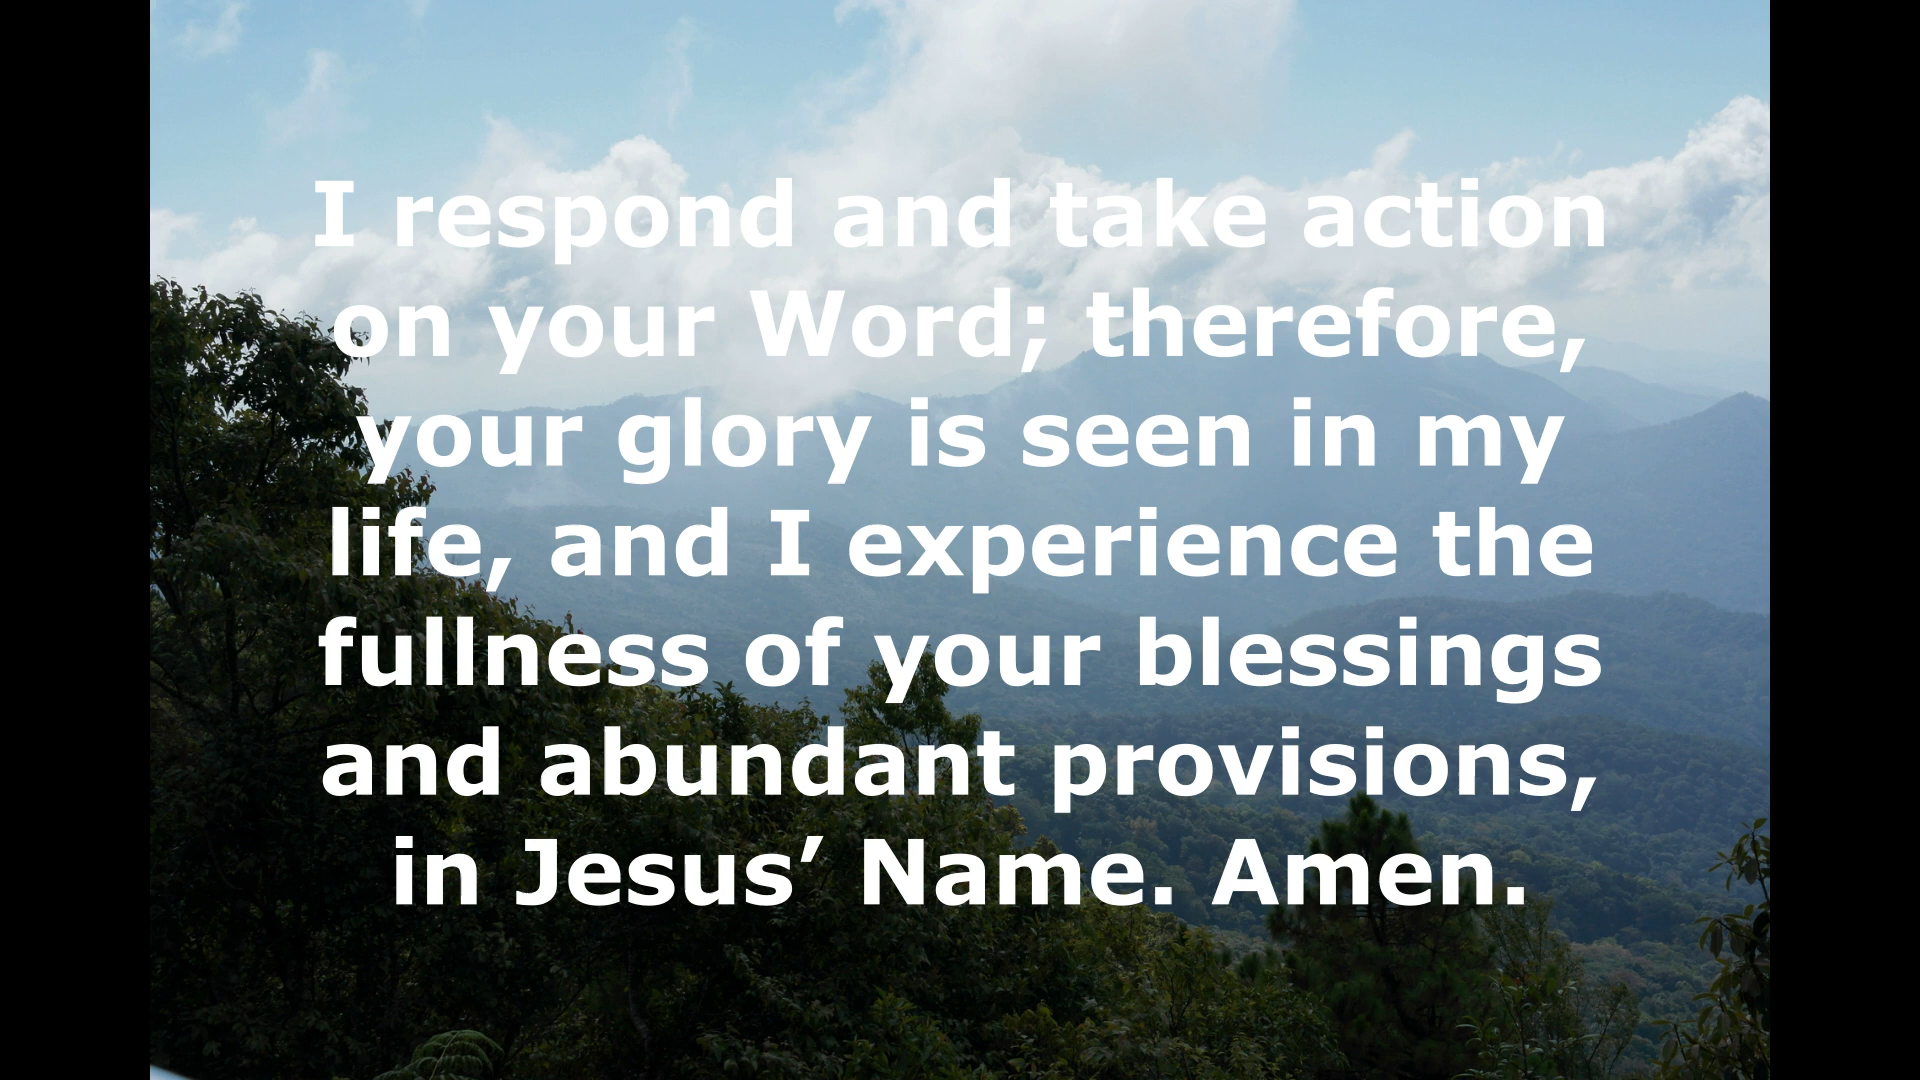 I respond and take action
on your Word; therefore,
your glory is seen in my
life, and I experience the
fullness of your blessings
and abundant provisions,
in Jesus’ Name. Amen.